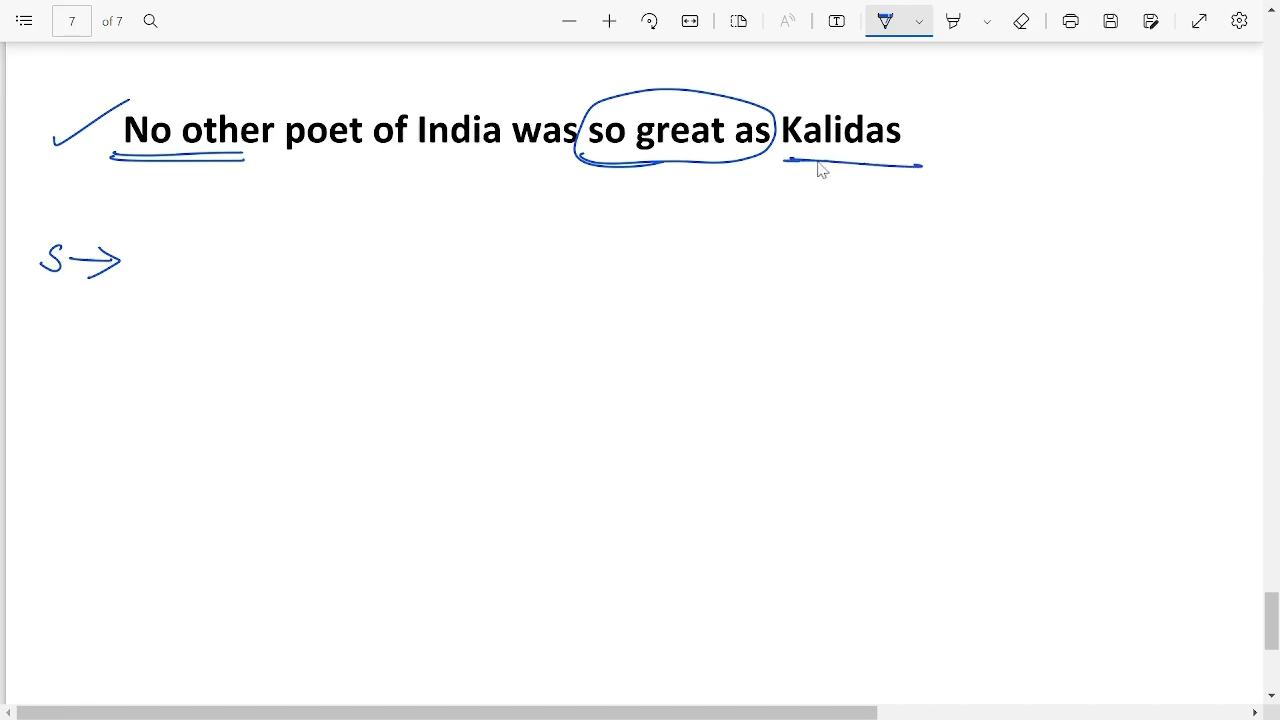 7 of 7
No other poet of India was so great as Kalidas
S →